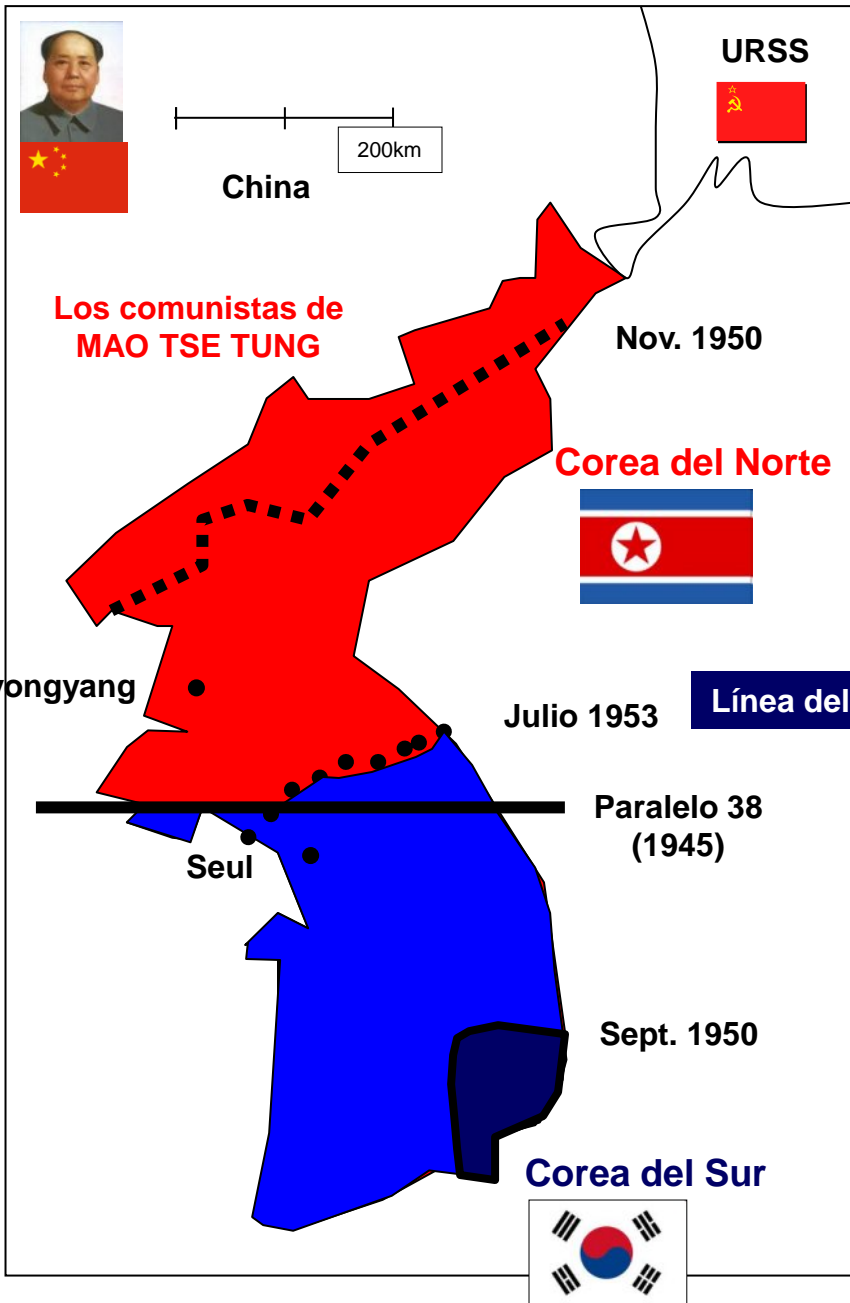 URSS
200km
China
Los comunistas de
MAO TSE TUNG
Nov. 1950
Corea del Norte
yongyang
Julio 1953
Línea del
Paralelo 38
(1945)
Seul
Sept. 1950
Corea del Sur